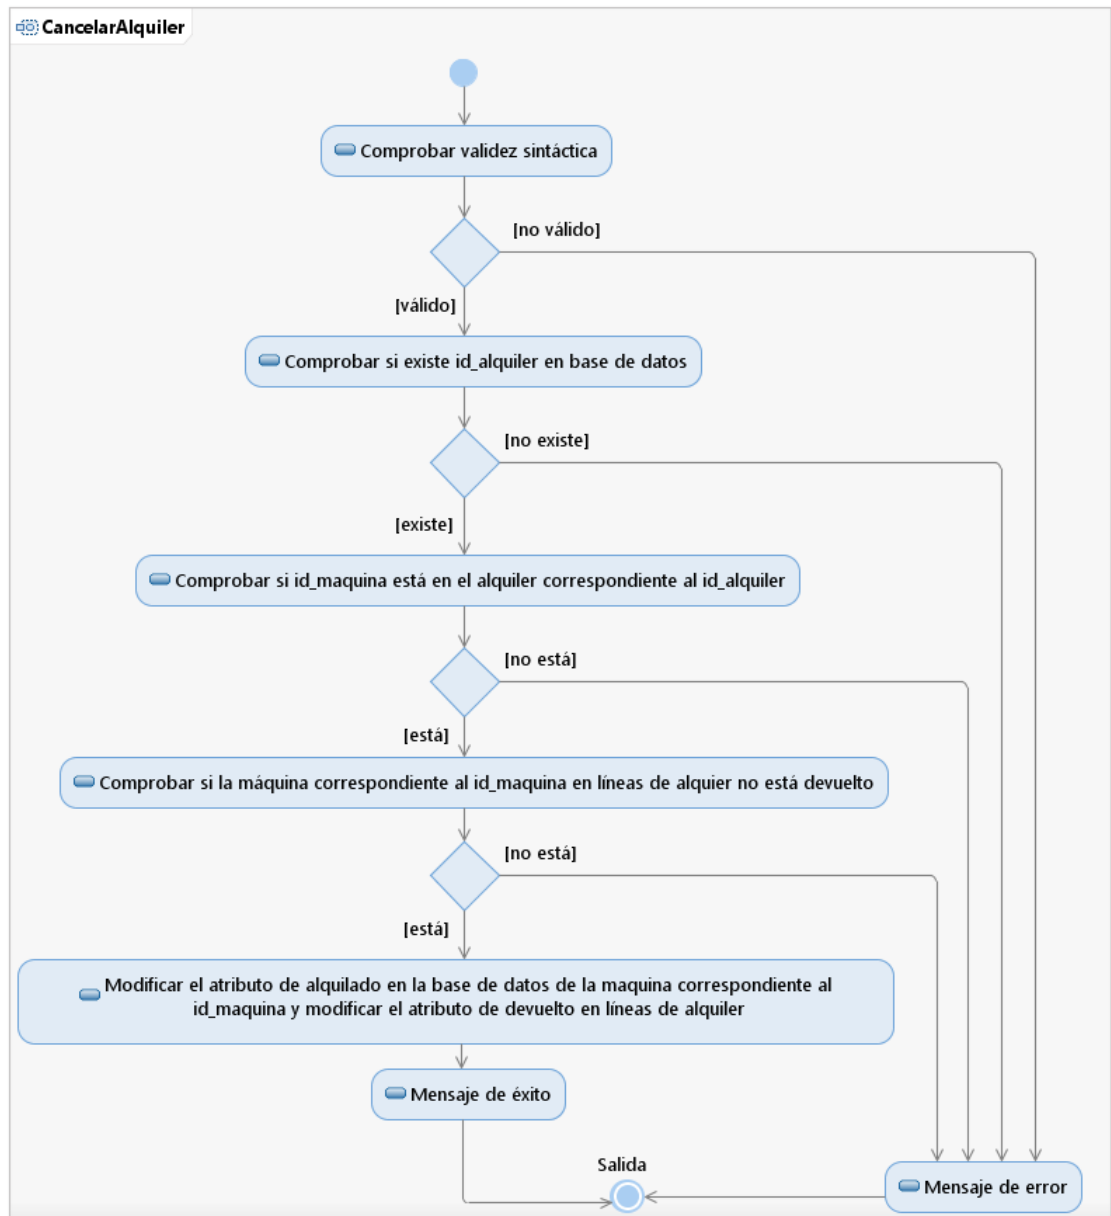 CancelarAlquiler
Comprobar validez sintáctica
[no válido]
[válido]
Comprobar si existe id_alquiler en base de datos
[no existe]
[existe]
Comprobar si id_maquina está en el alquiler correspondiente al id_alquiler
[no está]
[está]
Comprobar si la máquina correspondiente al id_maquina en líneas de alquier no está devuelto
[no está]
[está]
Modificar el atributo de alquilado en la base de datos de la maquina correspondiente al
id_maquina y modificar el atributo de devuelto en líneas de alquiler
Mensaje de éxito
Salida
Mensaje de error